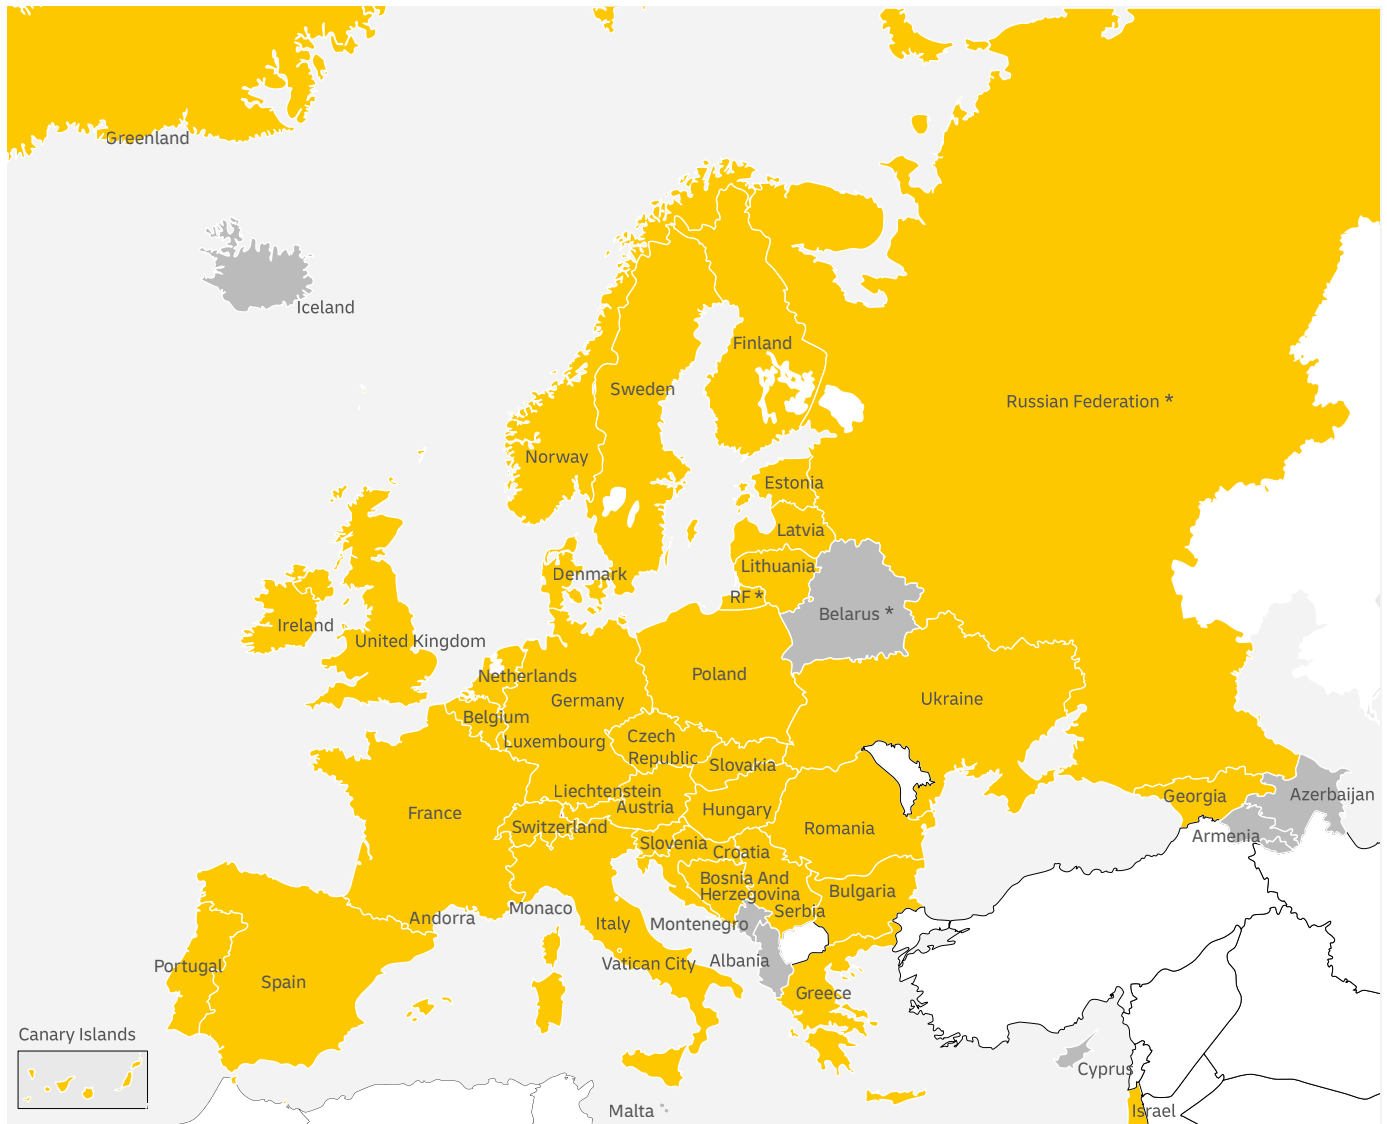 Greenland
Iceland
Finland
Sweden
Russian Federation *
Norway
Estonia
Latvia
Denmark
Lithuania
RF *
Belarus *
Ireland
United Kingdom
Netherlands
Poland
Germany
Ukraine
Belgium
Luxembourg
Czech
Republic
Slovakia
Liechtenstein
Austria
Georgia
Azerbaijan
France
Hungary
Switzerland
Romania
Armenia
Slovenia
Croatia
Bosnia And
Herzegovina
Bulgaria
Andorra
Monaco
Serbia
Italy
Montenegro
Portugal
Vatican City
Albania
Spain
Greece
Canary Islands
Cyprus
Malta
Israel